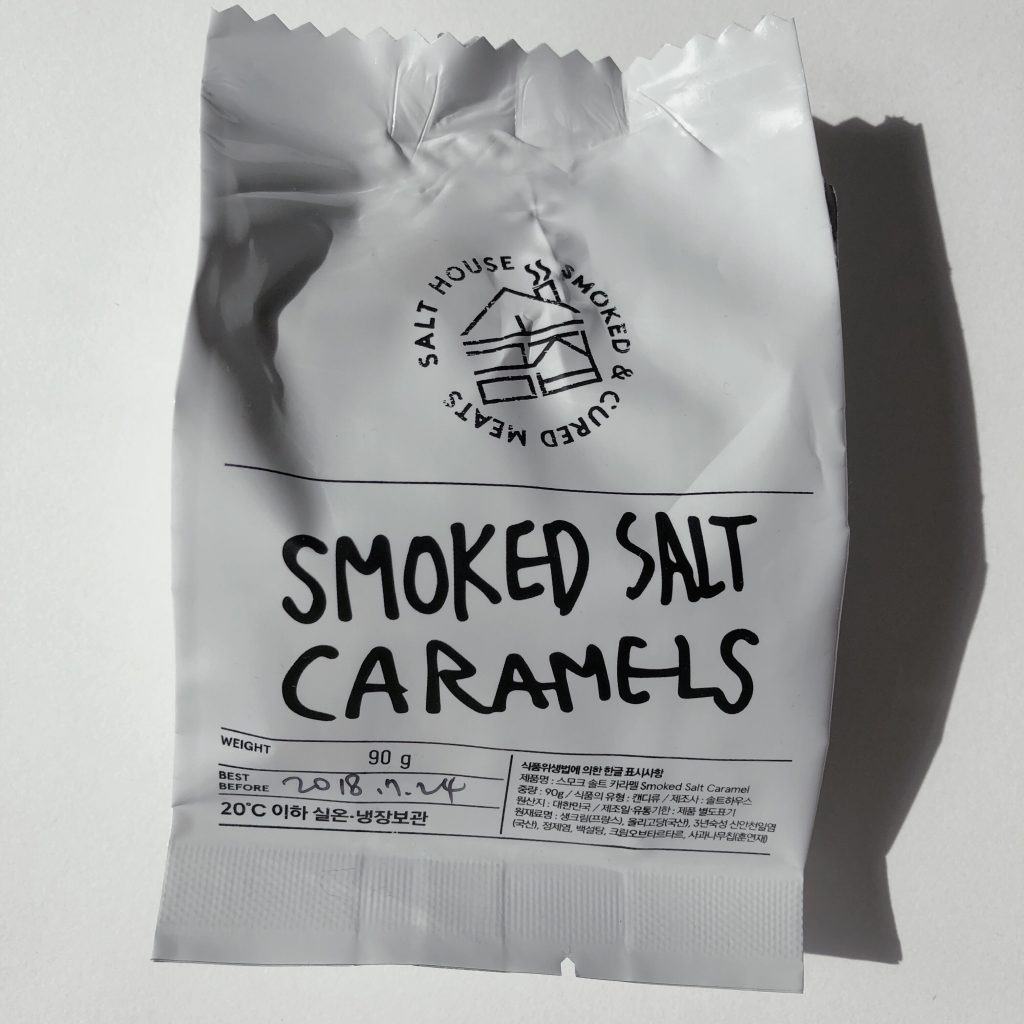 SALT HOUSE SMOKED & CURED MEATS
SMOKED SALT
CARAMELS
WEIGHT 90 g
BEST BEFORE 2018.7.24
20℃ 이하 실온·냉장보관
식품위생법에 의한 한글 표시사항
제품명 : 스모크 솔트 카라멜 Smoked Salt Caramel
중량 : 90g / 식품의 유형 : 캔디류 / 제조사 : 솔트하우스
원산지 : 대한민국 / 제조일·유통기한 : 제품 별도표기
원재료명 : 생크림(프랑스), 올리고당(국산), 3년숙성 신안천일염
(국산), 정제염, 백설탕, 크림오브타르타르, 사과나무칩(훈연재)